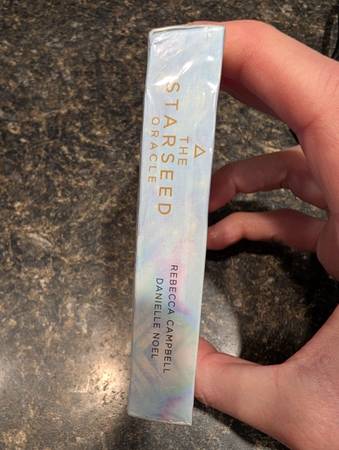 THE
STARSEED
ORACLE
REBECCA CAMPBELL
DANIELLE NOEL